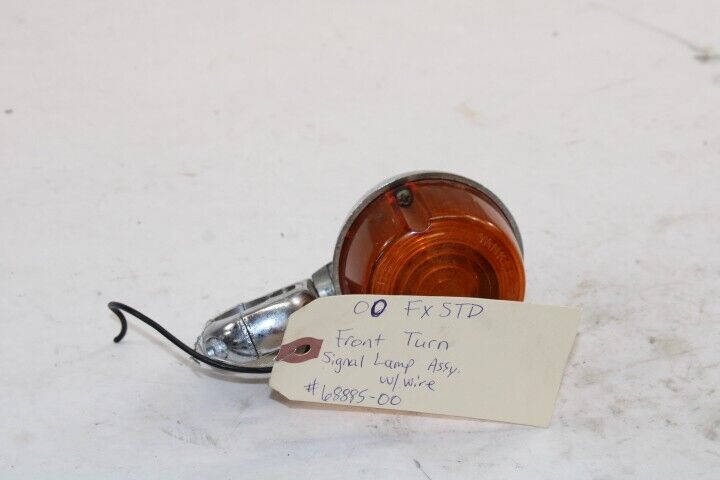 00 FXSTD
Front Turn
Signal Lamp Assy.
w/wire
#68885-00